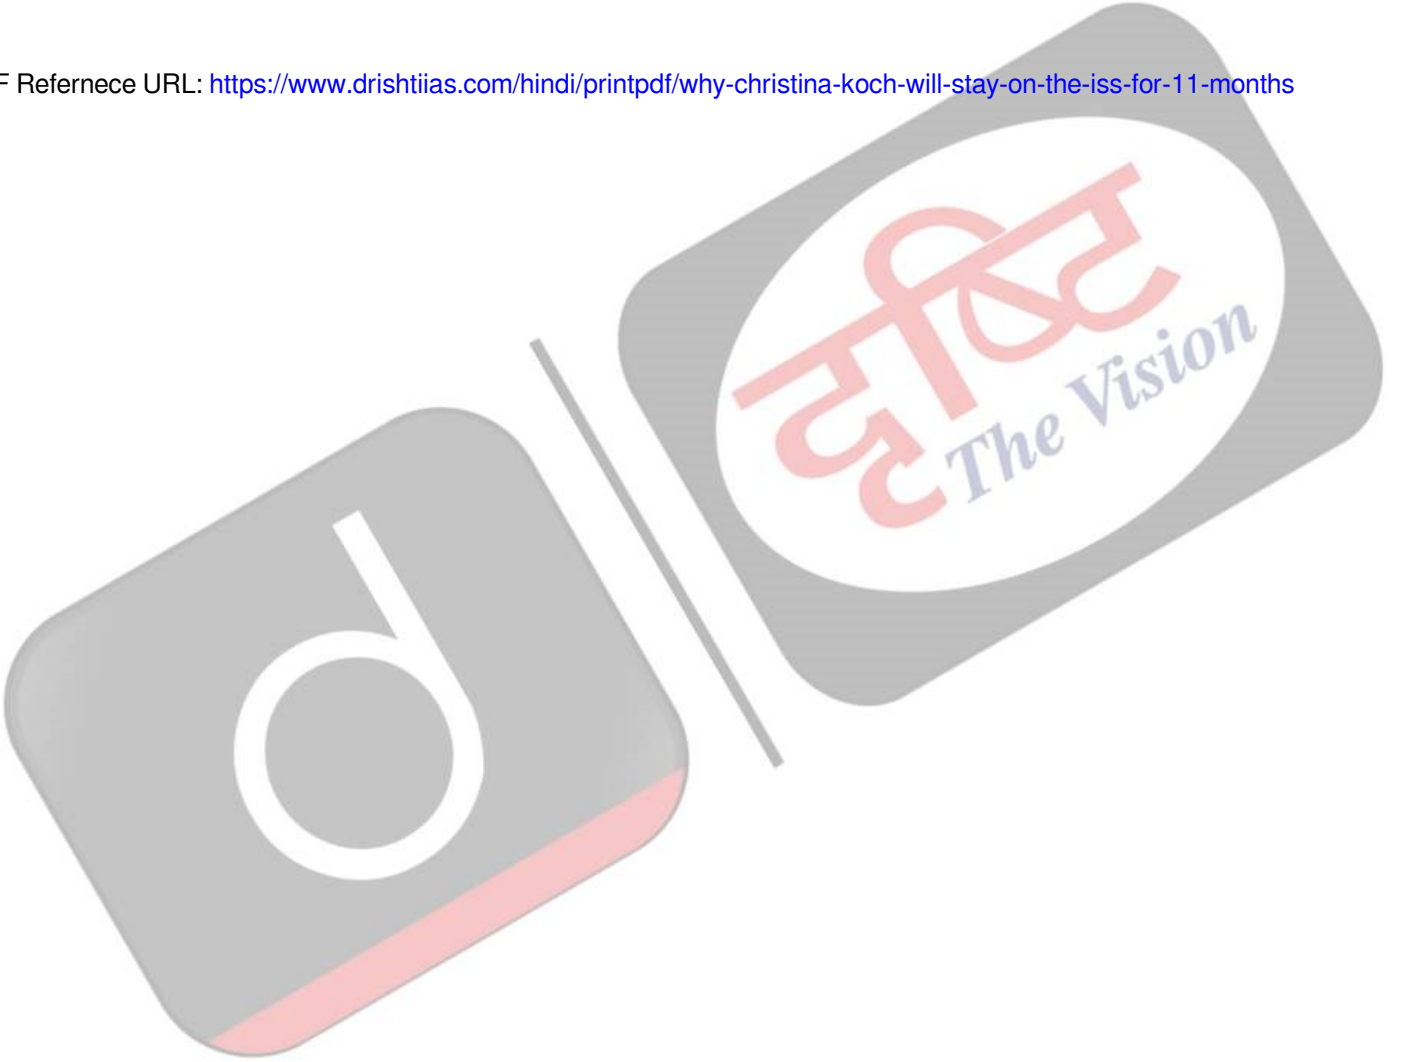 F Refernece URL: https://www.drishtiias.com/hindi/printpdf/why-christina-koch-will-stay-on-the-iss-for-11-months
दृष्टि
The Vision
d